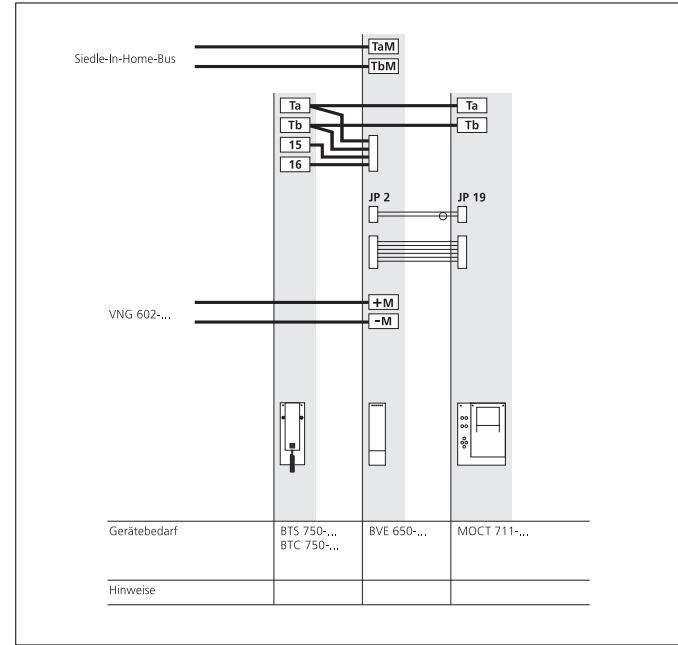 TaM
Siedle-In-Home-Bus
TbM
Ta Ta
Tb Tb
15
16
JP 2 JP 19
+M
VNG 602-...
-M
Gerätebedarf BTS 750-... BVE 650-... MOCT 711-...
BTC 750-...
Hinweise